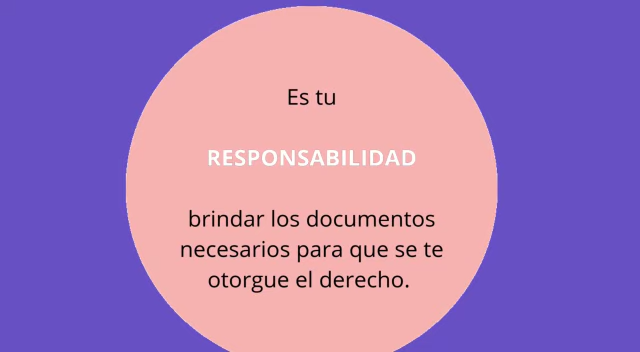 Es tu
RESPONSABILIDAD
brindar los documentos
necesarios para que se te
otorgue el derecho.